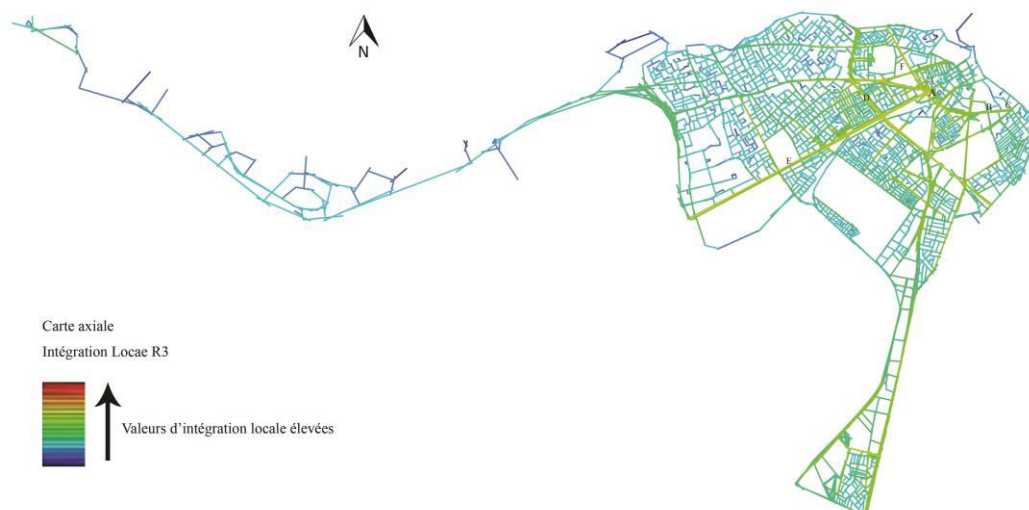 N
F
A
D
B
C
E
Carte axiale
Intégration Locae R3
Valeurs d'intégration locale élevées